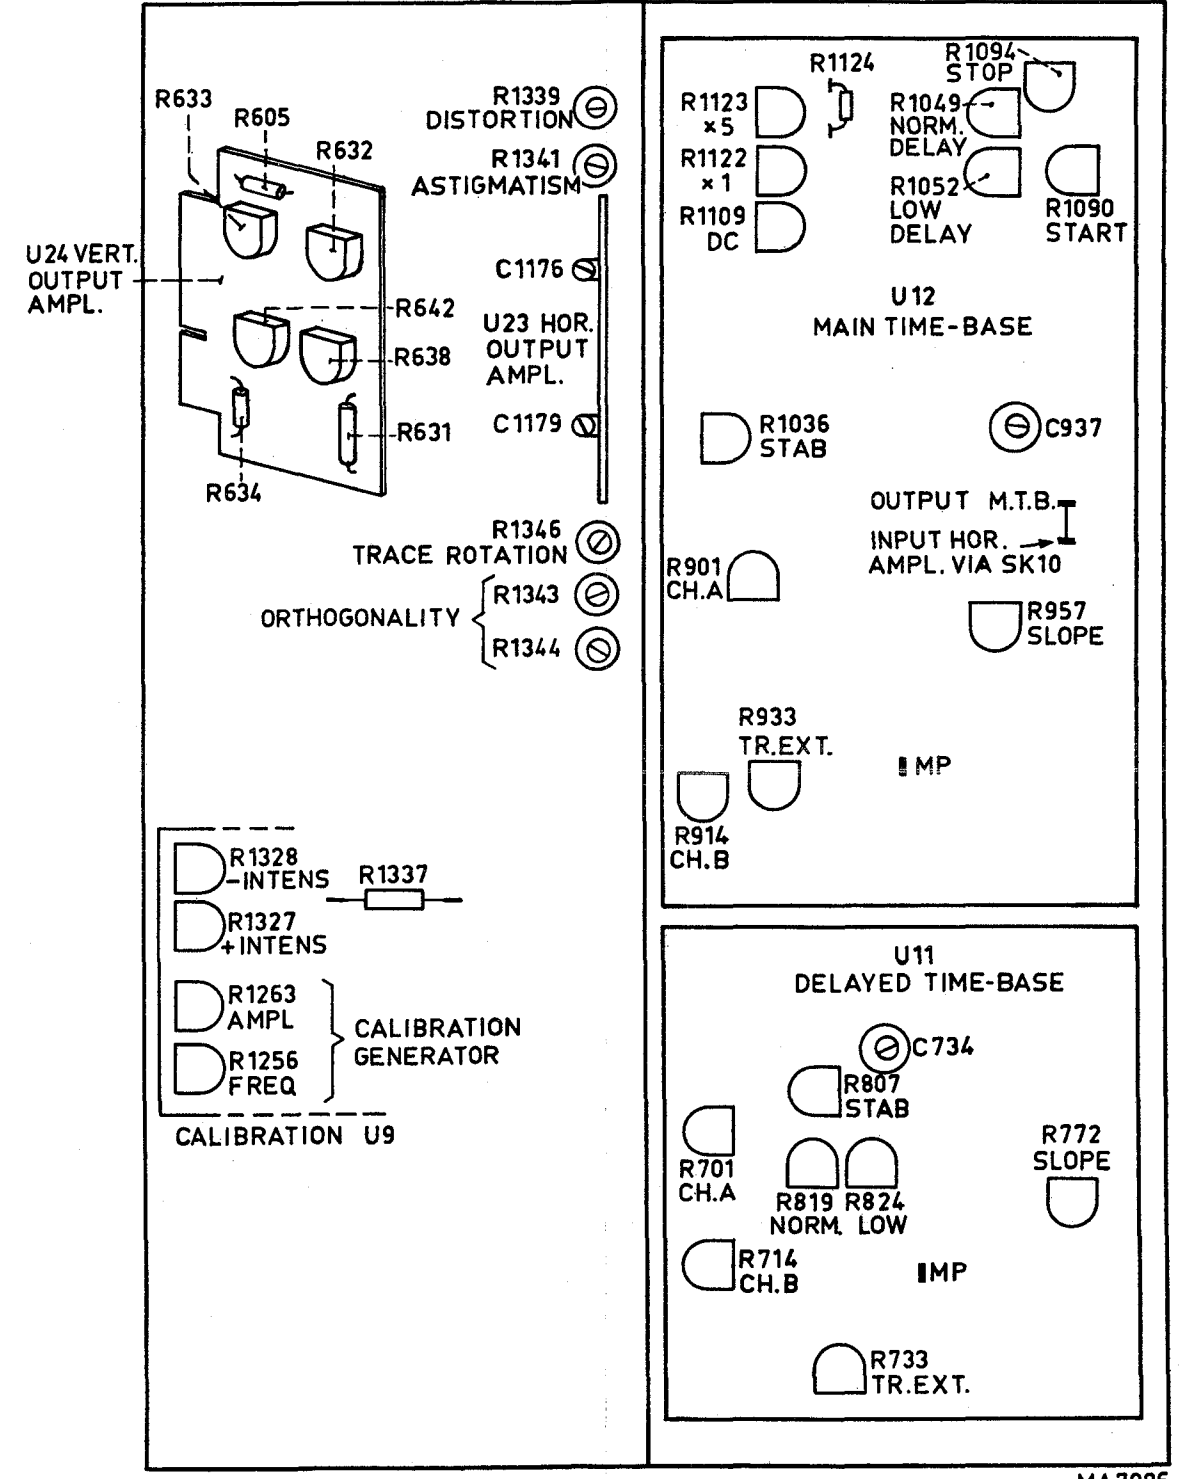 R633
R605
R632
U24 VERT.
OUTPUT
AMPL.
R642
R638
R631
R634
R1339
DISTORTION
R1341
ASTIGMATISM
C1176
U23 HOR.
OUTPUT
AMPL.
C1179
R1346
TRACE ROTATION
ORTHOGONALITY
R1343
R1344
R1328
-INTENS
R1337
R1327
+INTENS
R1263
AMPL
R1256
FREQ
CALIBRATION
GENERATOR
CALIBRATION U9
R1124
R1094
STOP
R1123
×5
R1049
NORM.
DELAY
R1122
×1
R1052
LOW
DELAY
R1090
START
R1109
DC
U12
MAIN TIME-BASE
R1036
STAB
C937
OUTPUT M.T.B.
INPUT HOR.
AMPL. VIA SK10
R901
CH.A
R957
SLOPE
R933
TR.EXT.
MP
R914
CH.B
U11
DELAYED TIME-BASE
C734
R807
STAB
R701
CH.A
R819
NORM.
R824
LOW
R772
SLOPE
R714
CH.B
MP
R733
TR.EXT.